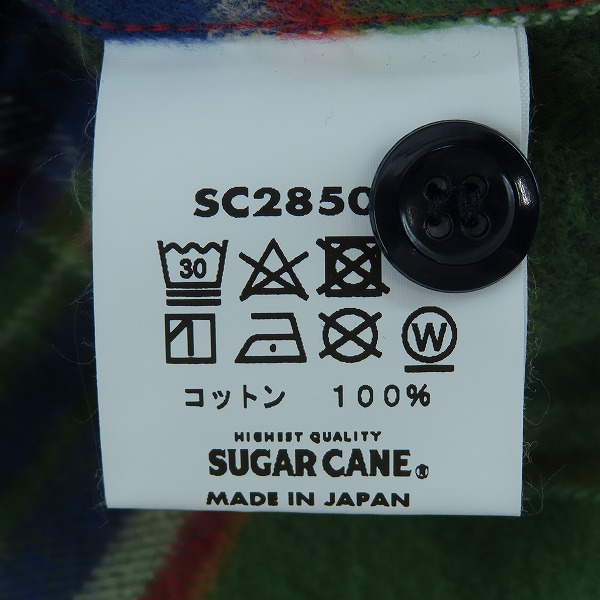 SC2850
30
W
コットン 100%
HIGHEST QUALITY
SUGAR CANE®
MADE IN JAPAN